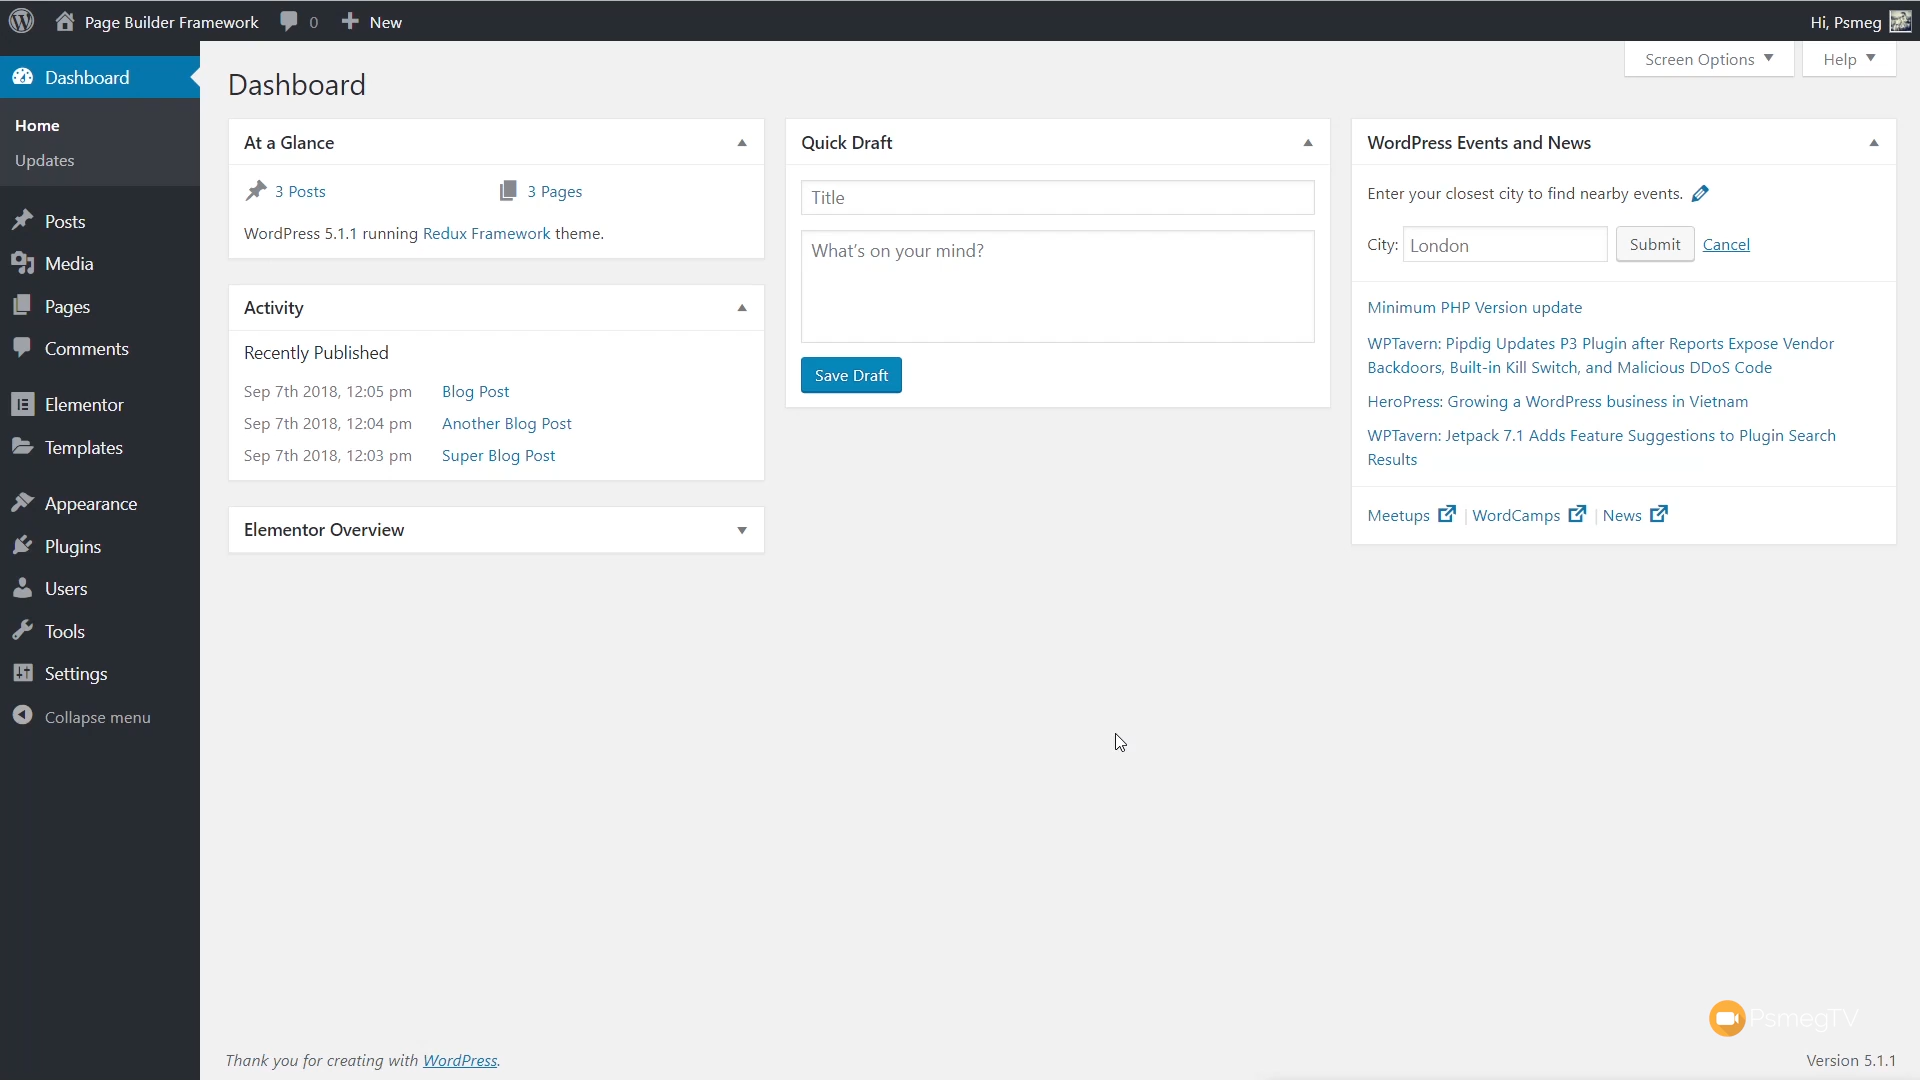 Page Builder Framework 0 New Hi, Psmeg
Dashboard
Home
Updates
Posts
Media
Pages
Comments
Elementor
Templates
Appearance
Plugins
Users
Tools
Settings
Collapse menu
Screen Options Help
Dashboard
At a Glance
3 Posts 3 Pages
WordPress 5.1.1 running Redux Framework theme.
Activity
Recently Published
Sep 7th 2018, 12:05 pm Blog Post
Sep 7th 2018, 12:04 pm Another Blog Post
Sep 7th 2018, 12:03 pm Super Blog Post
Elementor Overview
Quick Draft
Title
What's on your mind?
Save Draft
WordPress Events and News
Enter your closest city to find nearby events.
City: London Submit Cancel
Minimum PHP Version update
WPTavern: Pipdig Updates P3 Plugin after Reports Expose Vendor
Backdoors, Built-in Kill Switch, and Malicious DDoS Code
HeroPress: Growing a WordPress business in Vietnam
WPTavern: Jetpack 7.1 Adds Feature Suggestions to Plugin Search
Results
Meetups | WordCamps | News
PsmegTV
Thank you for creating with WordPress.
Version 5.1.1